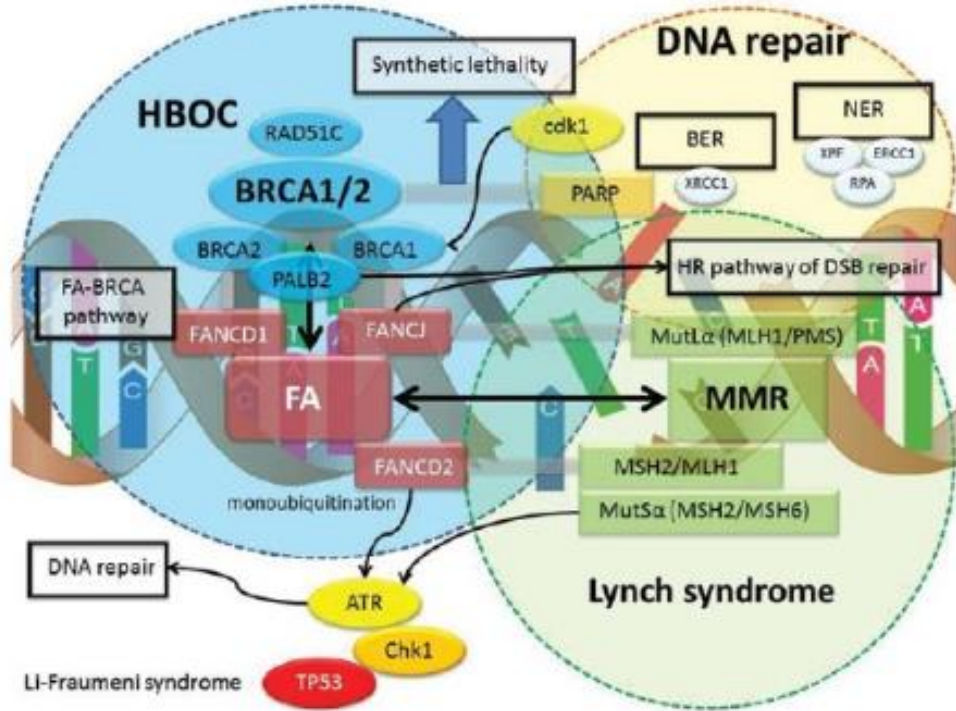 DNA repair
Synthetic lethality
HBOC
cdk1
NER
RAD51C
BER
XPF
ERCC1
BRCA1/2
XRCC1
RPA
PARP
BRCA2
BRCA1
HR pathway of DSB repair
PALB2
FA-BRCA
pathway
FANCD1
FANCJ
MutLα (MLH1/PMS)
FA
MMR
FANCD2
MSH2/MLH1
monoubiquitination
MutSα (MSH2/MSH6)
DNA repair
Lynch syndrome
ATR
Chk1
Li-Fraumeni syndrome
TP53
T
C
G
T
A
A
C
T
A
A
T